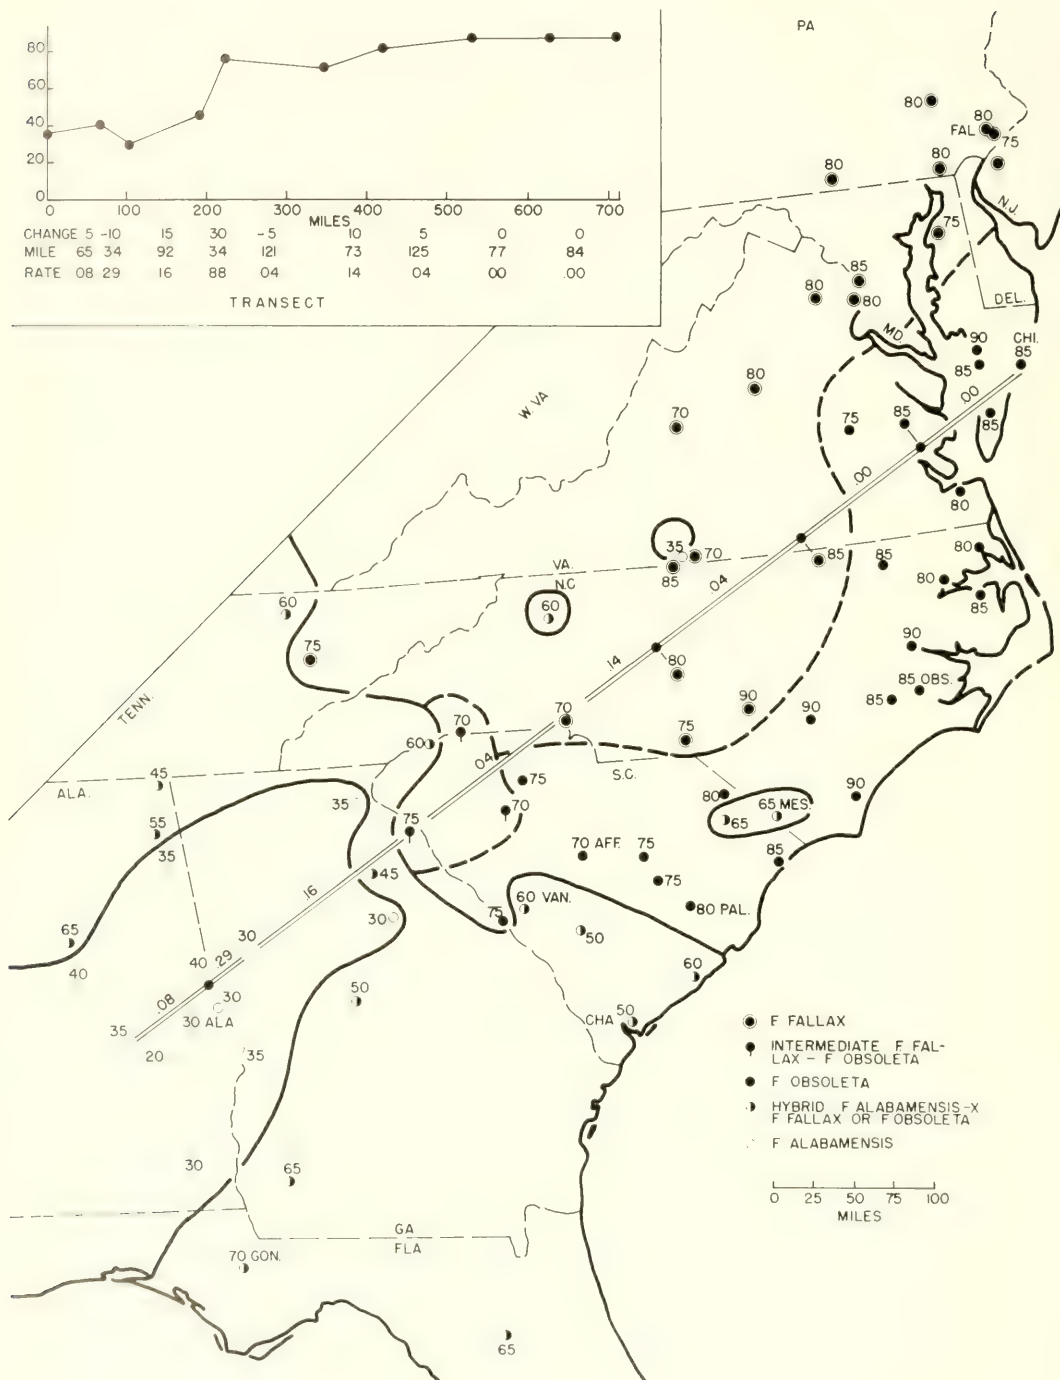 80
60
40
20
0
0 100 200 300 400 500 600 700
MILES
CHANGE 5 -10 15 30 -5 10 5 0 0
MILE 65 34 92 34 121 73 125 77 84
RATE 08 29 16 88 04 14 04 00 .00
TRANSECT
PA
80
80
FAL
75
80
80
N.J.
75
85
80
80
DEL.
MD.
90
CHI.
85
85
80
.00
W. VA
70
75
85
85
.00
80
35
70
VA.
85
N.C
85
85
80
.04
80
60
60
85
.14
75
80
90
85 OBS.
85
TENN.
90
90
70
70
60
75
.04
S.C.
45
ALA.
75
35
80
65 MES.
90
75
70
65
55
35
70 AFF.
75
85
45
75
.16
80 PAL.
60 VAN.
30
75
65
30
50
40
40
.29
60
.08
30
50
50
CHA
30 ALA
35
20
35
F FALLAX
INTERMEDIATE F FAL-
LAX - F OBSOLETA
F OBSOLETA
HYBRID F ALABAMENSIS-X
F FALLAX OR F OBSOLETA
F ALABAMENSIS
30
65
0 25 50 75 100
MILES
GA
FLA
70 GON.
65